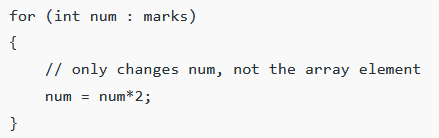 for (int num : marks)
{
    // only changes num, not the array element
    num = num*2;
}